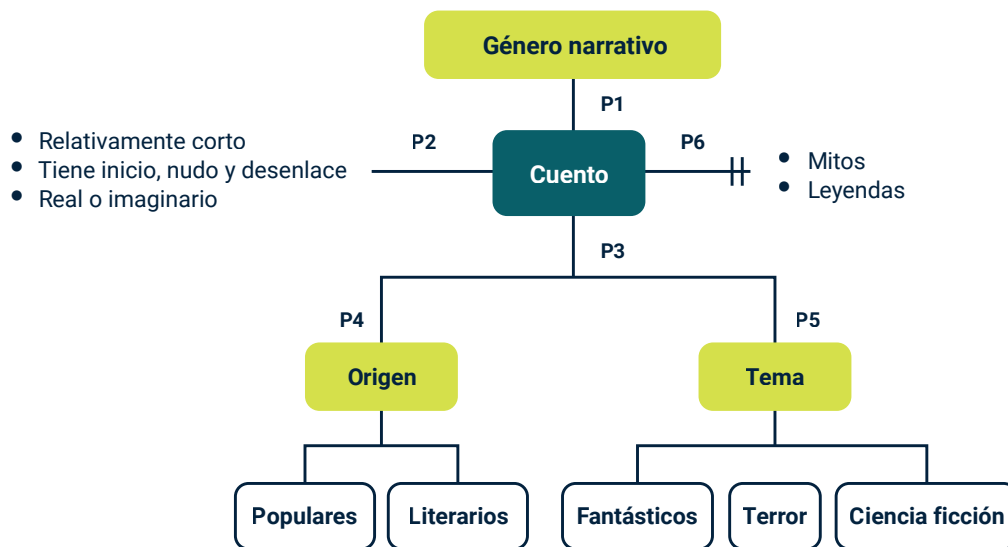 Género narrativo
P1
• Relativamente corto
• Tiene inicio, nudo y desenlace
• Real o imaginario
P2
Cuento
P6
• Mitos
• Leyendas
P3
P4
P5
Origen
Tema
Populares
Literarios
Fantásticos
Terror
Ciencia ficción